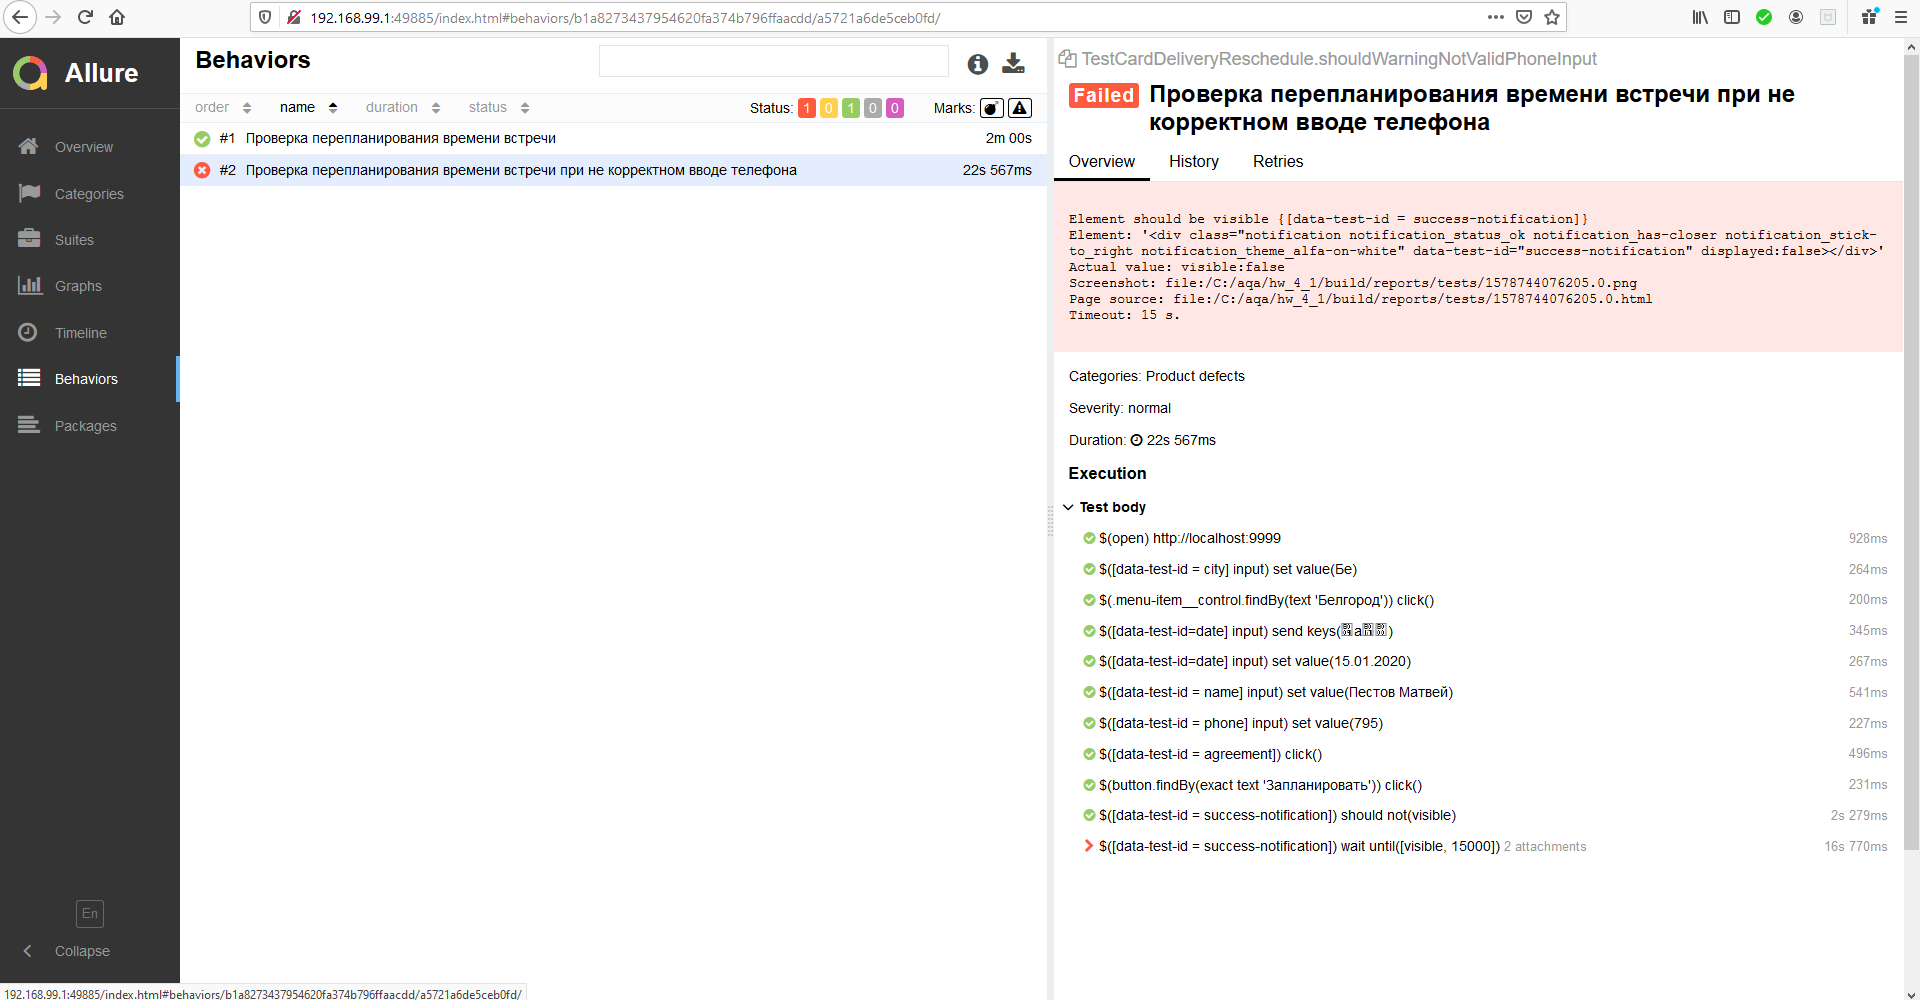 192.168.99.1:49885/index.html#behaviors/b1a8273437954620fa374b796ffaacdd/a5721a6de5ceb0fd/
Allure
Overview
Categories
Suites
Graphs
Timeline
Behaviors
Packages
En
Collapse
Behaviors
order name duration status Status: 1 0 1 0 0 Marks:
#1 Проверка перепланирования времени встречи 2m 00s
#2 Проверка перепланирования времени встречи при не корректном вводе телефона 22s 567ms
TestCardDeliveryReschedule.shouldWarningNotValidPhoneInput
Failed Проверка перепланирования времени встречи при не
корректном вводе телефона
Overview History Retries
Element should be visible {[data-test-id = success-notification]}
Element: '<div class="notification notification_status_ok notification_has-closer notification_stick-
to_right notification_theme_alfa-on-white" data-test-id="success-notification" displayed:false></div>'
Actual value: visible:false
Screenshot: file:/C:/aqa/hw_4_1/build/reports/tests/1578744076205.0.png
Page source: file:/C:/aqa/hw_4_1/build/reports/tests/1578744076205.0.html
Timeout: 15 s.
Categories: Product defects
Severity: normal
Duration: 22s 567ms
Execution
Test body
$(open) http://localhost:9999 928ms
$([data-test-id = city] input) set value(Бе) 264ms
$(.menu-item__control.findBy(text 'Белгород')) click() 200ms
$([data-test-id=date] input) send keys(a) 345ms
$([data-test-id=date] input) set value(15.01.2020) 267ms
$([data-test-id = name] input) set value(Пестов Матвей) 541ms
$([data-test-id = phone] input) set value(795) 227ms
$([data-test-id = agreement]) click() 496ms
$(button.findBy(exact text 'Запланировать')) click() 231ms
$([data-test-id = success-notification]) should not(visible) 2s 279ms
$([data-test-id = success-notification]) wait until([visible, 15000]) 2 attachments 16s 770ms
192.168.99.1:49885/index.html#behaviors/b1a8273437954620fa374b796ffaacdd/a5721a6de5ceb0fd/